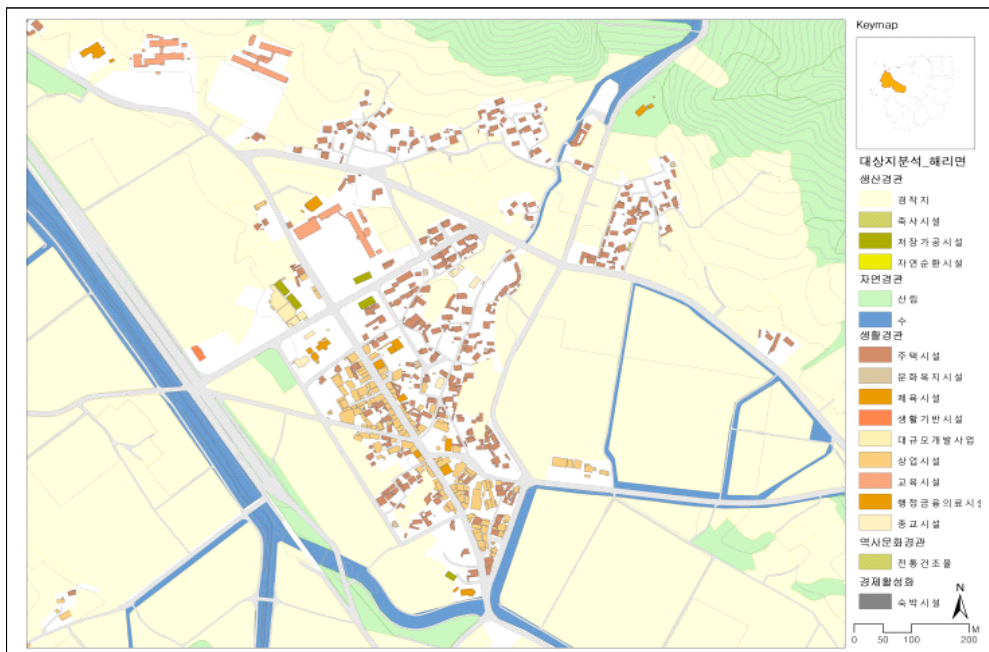 Keymap
대상지분석_해리면
생산경관
경작지
축사시설
저장가공시설
자연순환시설
자연경관
산림
수
생활경관
주택시설
문화복지시설
체육시설
생활기반시설
대규모개발사업
상업시설
교육시설
행정금융의료시설
종교시설
역사문화경관
전통건조물
경제활성화
숙박시설
N
M
0 50 100 200